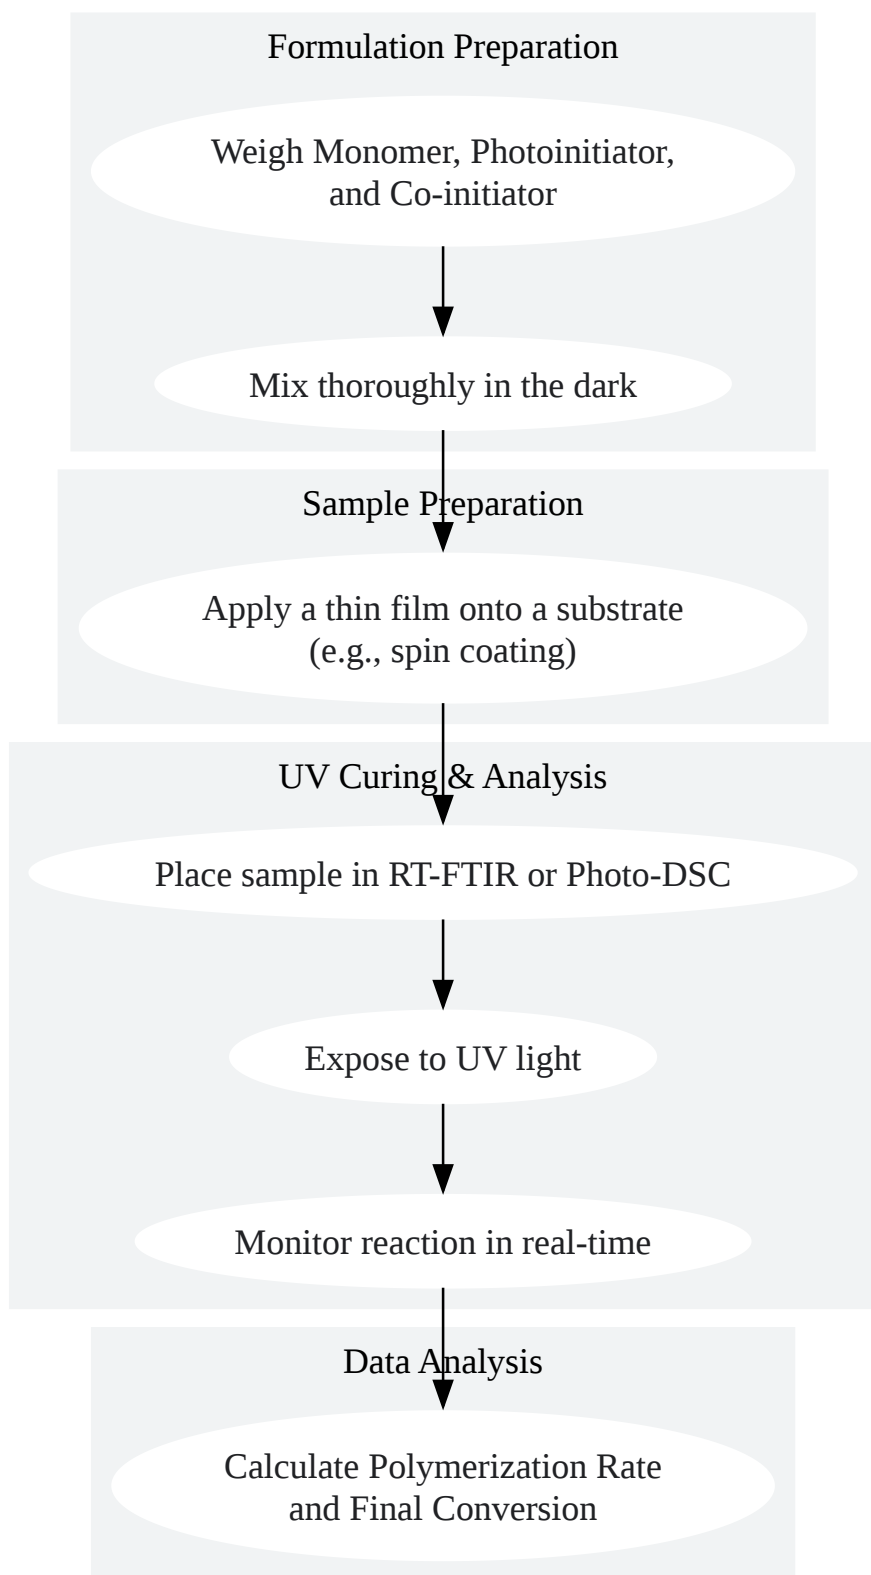 Formulation Preparation
Weigh Monomer, Photoinitiator,
and Co-initiator
Mix thoroughly in the dark
Sample Preparation
Apply a thin film onto a substrate
(e.g., spin coating)
UV Curing & Analysis
Place sample in RT-FTIR or Photo-DSC
Expose to UV light
Monitor reaction in real-time
Data Analysis
Calculate Polymerization Rate
and Final Conversion